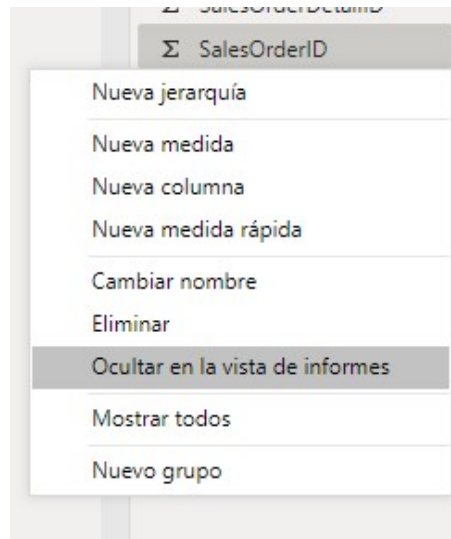 Σ SalesOrderDetailID
Σ SalesOrderID
Nueva jerarquía
Nueva medida
Nueva columna
Nueva medida rápida
Cambiar nombre
Eliminar
Ocultar en la vista de informes
Mostrar todos
Nuevo grupo